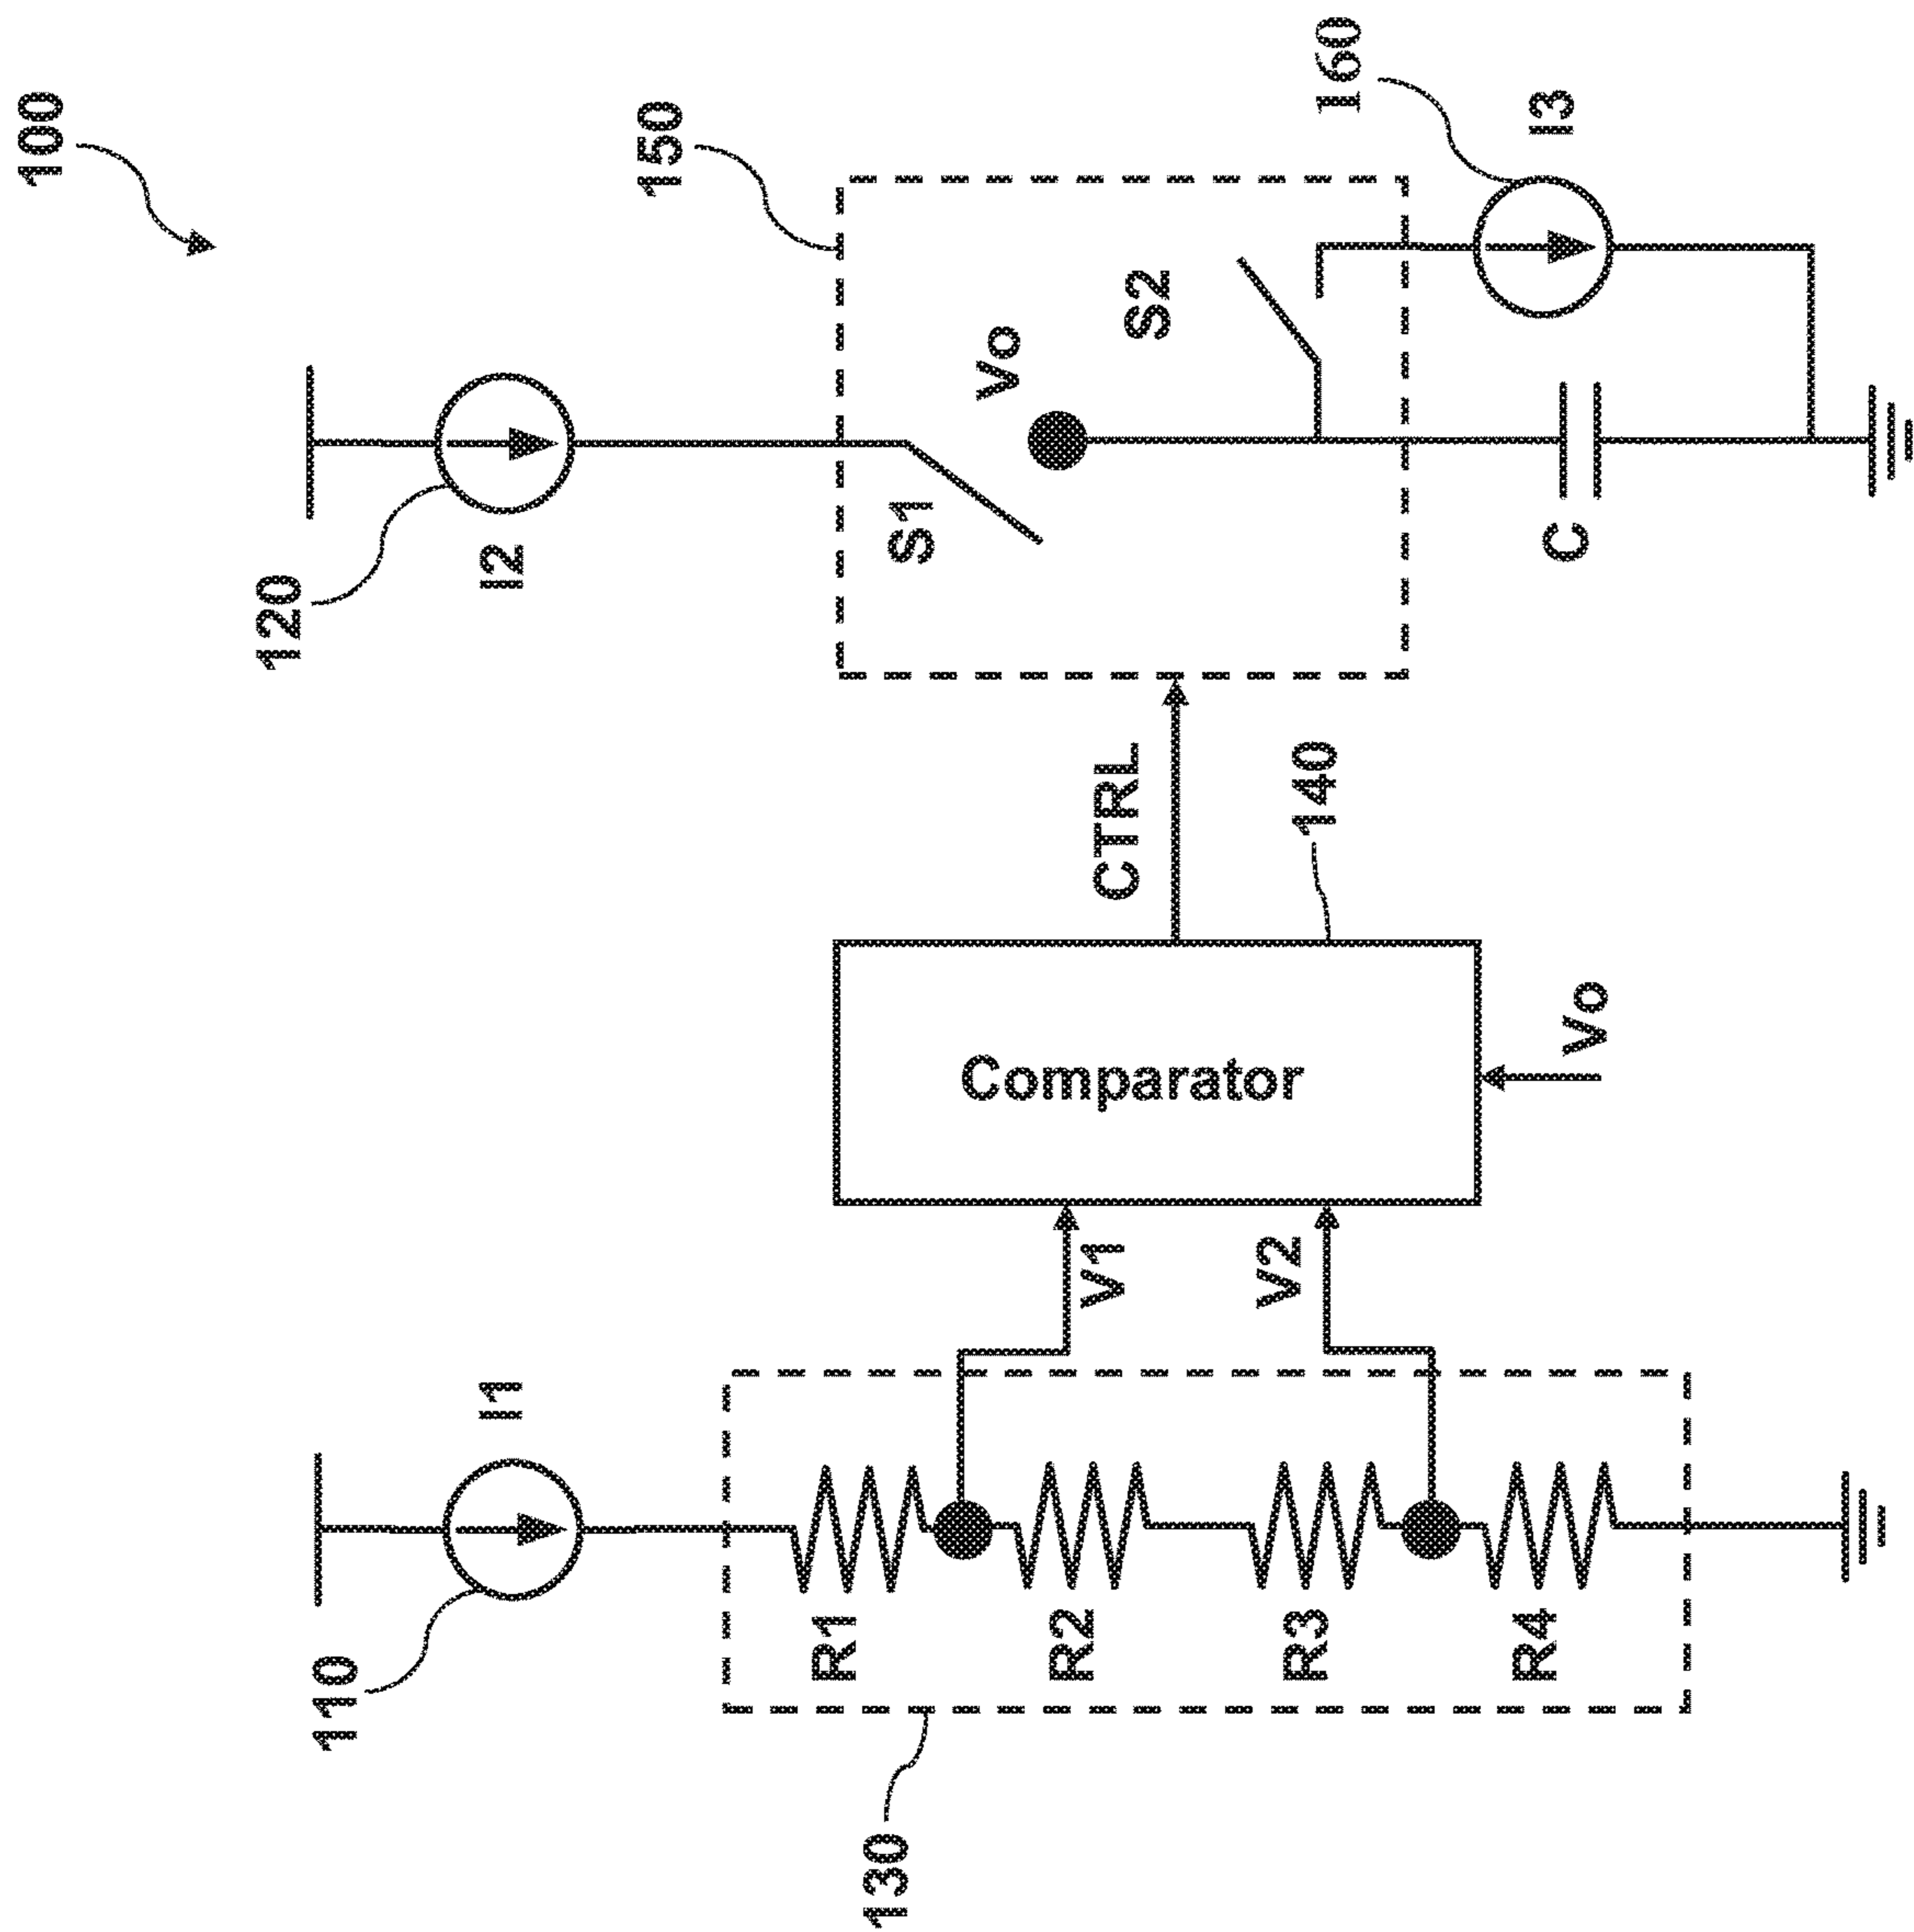 100
110
I1
120
I2
130
R1
R2
R3
R4
V1
V2
Comparator
Vo
140
CTRL
150
S1
Vo
S2
C
160
I3